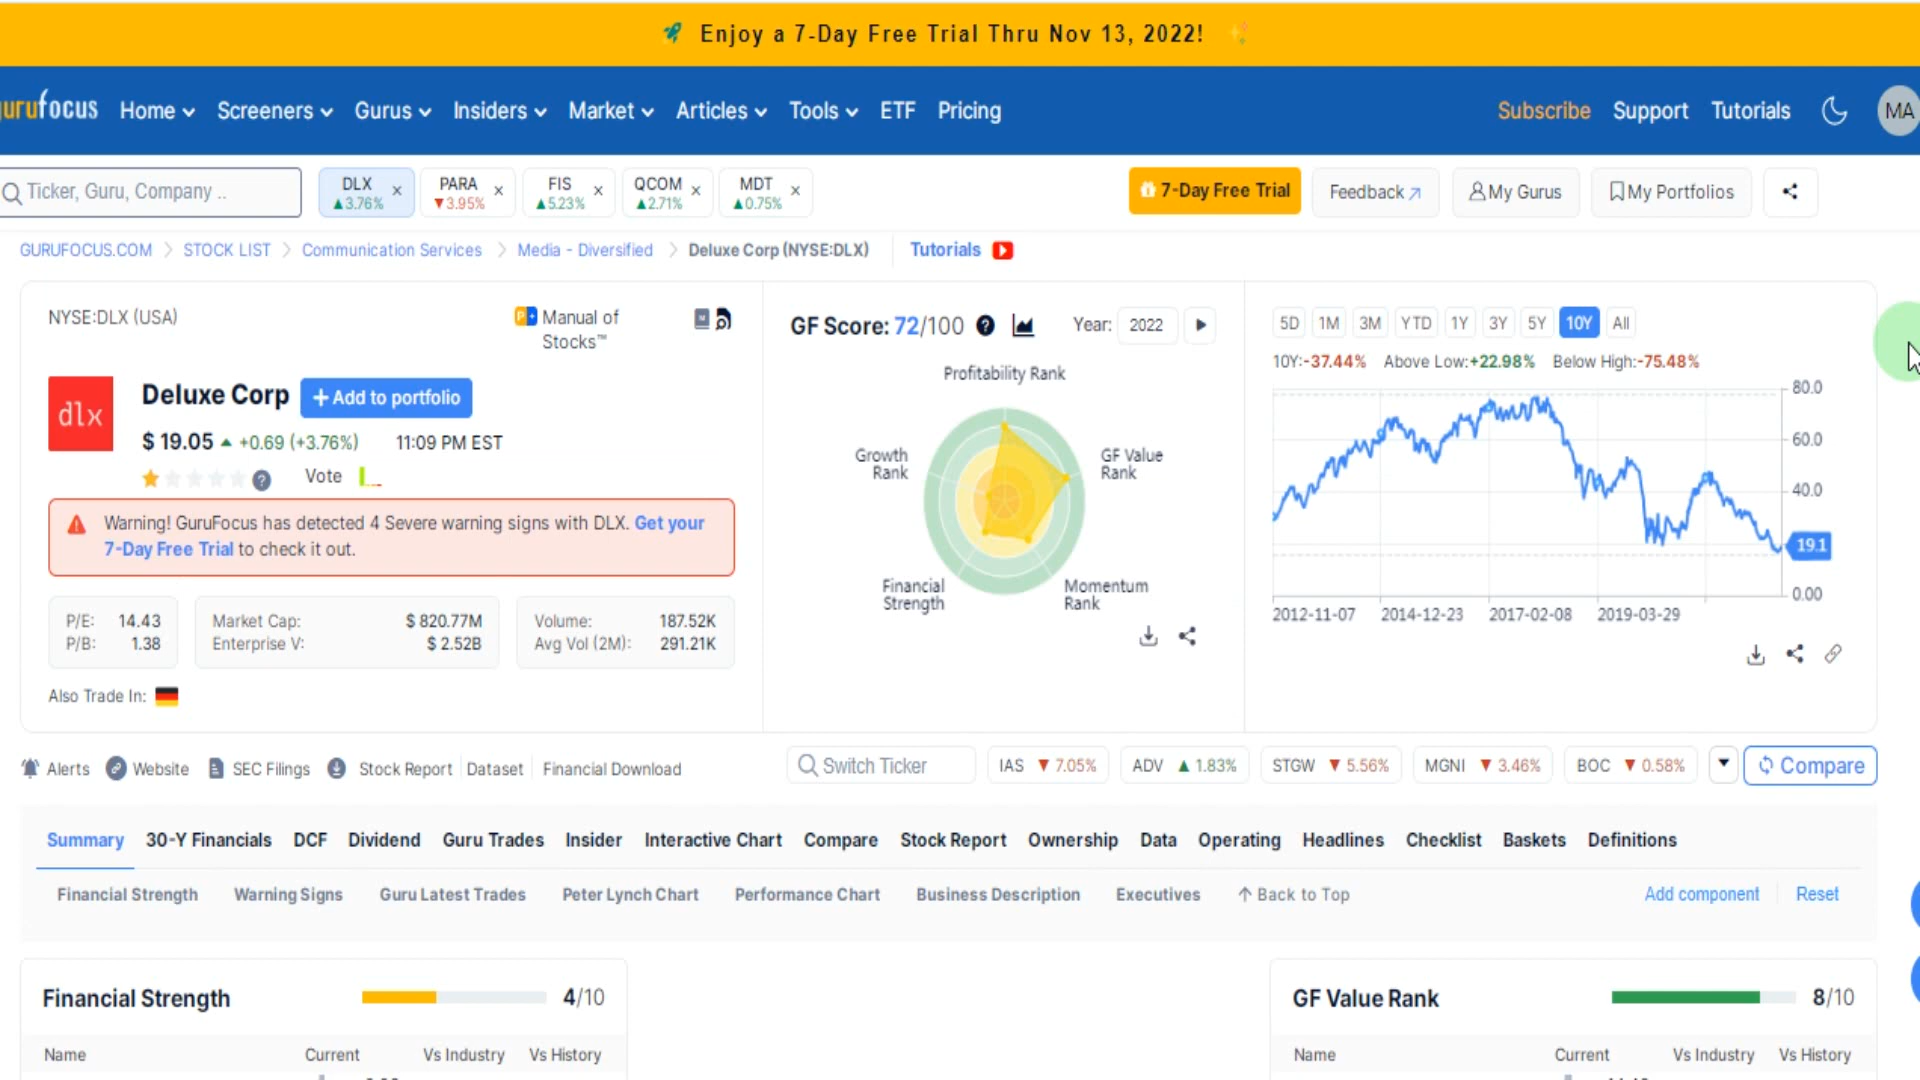 Enjoy a 7-Day Free Trial Thru Nov 13, 2022!
gurufocus Home Screeners Gurus Insiders Market Articles Tools ETF Pricing Subscribe Support Tutorials MA
Ticker, Guru, Company ..
DLX × ▲3.76%
PARA × ▼3.95%
FIS × ▲5.23%
QCOM × ▲2.71%
MDT × ▲0.75%
7-Day Free Trial Feedback ↗ My Gurus My Portfolios
GURUFOCUS.COM > STOCK LIST > Communication Services > Media - Diversified > Deluxe Corp (NYSE:DLX) Tutorials
NYSE:DLX (USA)
P+ Manual of
Stocks™
dlx
Deluxe Corp + Add to portfolio
$ 19.05 ▲ +0.69 (+3.76%) 11:09 PM EST
? Vote
Warning! GuruFocus has detected 4 Severe warning signs with DLX. Get your
7-Day Free Trial to check it out.
P/E: 14.43
P/B: 1.38
Market Cap: $ 820.77M
Enterprise V: $ 2.52B
Volume: 187.52K
Avg Vol (2M): 291.21K
Also Trade In:
GF Score: 72/100 ? Year: 2022
Profitability Rank
Growth
Rank
GF Value
Rank
Financial
Strength
Momentum
Rank
5D 1M 3M YTD 1Y 3Y 5Y 10Y All
10Y:-37.44% Above Low:+22.98% Below High:-75.48%
80.0
60.0
40.0
19.1
0.00
2012-11-07 2014-12-23 2017-02-08 2019-03-29
Alerts Website SEC Filings Stock Report Dataset Financial Download
Switch Ticker IAS ▼ 7.05% ADV ▲ 1.83% STGW ▼ 5.56% MGNI ▼ 3.46% BOC ▼ 0.58% Compare
Summary 30-Y Financials DCF Dividend Guru Trades Insider Interactive Chart Compare Stock Report Ownership Data Operating Headlines Checklist Baskets Definitions
Financial Strength Warning Signs Guru Latest Trades Peter Lynch Chart Performance Chart Business Description Executives ↑ Back to Top Add component Reset
Financial Strength 4/10
Name Current Vs Industry Vs History
GF Value Rank 8/10
Name Current Vs Industry Vs History